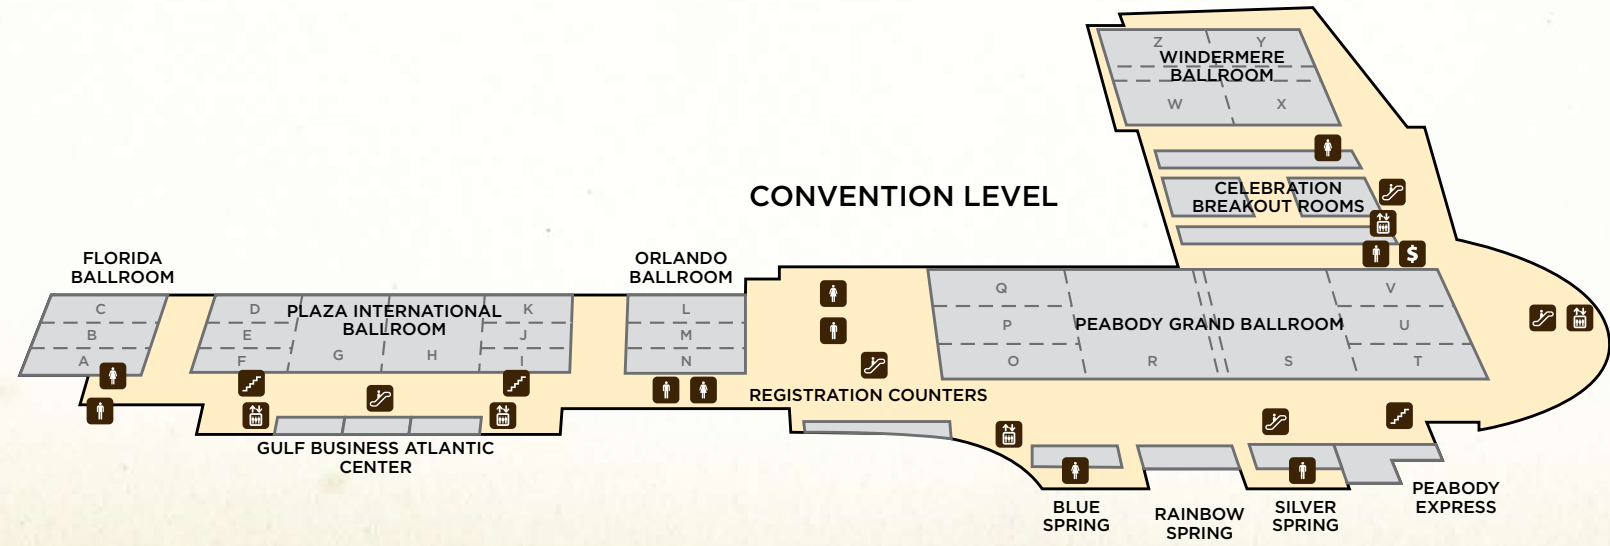 Z Y
WINDERMERE
BALLROOM
W X
CELEBRATION
BREAKOUT ROOMS
CONVENTION LEVEL
$
FLORIDA
BALLROOM
C
B
A
D
E
F
PLAZA INTERNATIONAL
BALLROOM
G H
K
J
I
ORLANDO
BALLROOM
L
M
N
Q
P
O
PEABODY GRAND BALLROOM
R S
V
U
T
REGISTRATION COUNTERS
GULF BUSINESS ATLANTIC
CENTER
BLUE
SPRING
RAINBOW
SPRING
SILVER
SPRING
PEABODY
EXPRESS